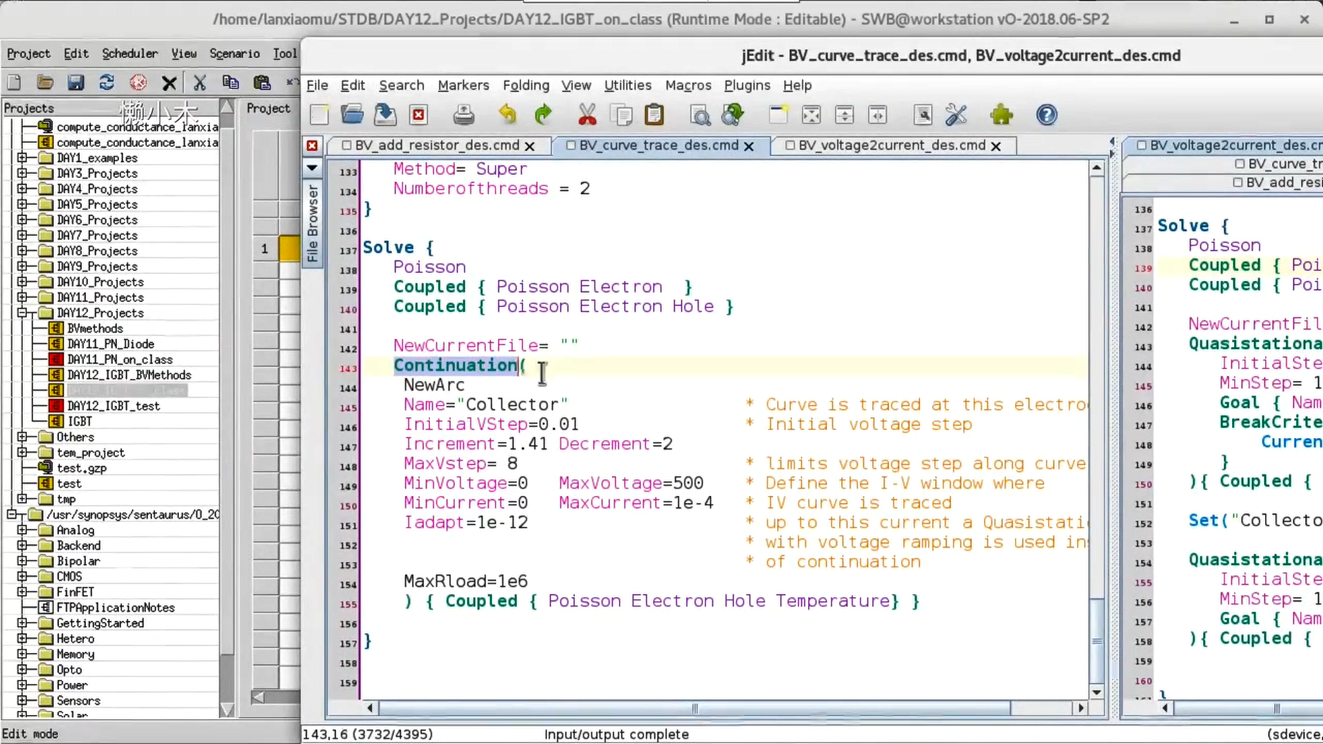 /home/lanxiaomu/STDB/DAY12_Projects/DAY12_IGBT_on_class (Runtime Mode : Editable) - SWB@workstation vO-2018.06-SP2
Project Edit Scheduler View Scenario Tool
Projects
懒小木
Project
compute_conductance_lanxia
compute_conductance_lanxia
DAY1_examples
DAY3_Projects
DAY4_Projects
DAY5_Projects
DAY6_Projects
DAY7_Projects
DAY8_Projects
DAY9_Projects
DAY10_Projects
DAY11_Projects
DAY12_Projects
BVmethods
DAY11_PN_Diode
DAY11_PN_on_class
DAY12_IGBT_BVMethods
DAY12_IGBT_test
IGBT
Others
tem_project
test.gzp
test
tmp
/usr/synopsys/sentaurus/O_20
Analog
Backend
Bipolar
CMOS
FinFET
FTPApplicationNotes
GettingStarted
Hetero
Memory
Opto
Power
Sensors
Solar
Edit mode
1
jEdit - BV_curve_trace_des.cmd, BV_voltage2current_des.cmd
File Edit Search Markers Folding View Utilities Macros Plugins Help
BV_add_resistor_des.cmd BV_curve_trace_des.cmd BV_voltage2current_des.cmd
File Browser
133 Method= Super
134 Numberofthreads = 2
135 }
136
137 Solve {
138 Poisson
139 Coupled { Poisson Electron }
140 Coupled { Poisson Electron Hole }
141
142 NewCurrentFile= ""
143 Continuation(
144 NewArc
145 Name="Collector" * Curve is traced at this electro
146 InitialVStep=0.01 * Initial voltage step
147 Increment=1.41 Decrement=2
148 MaxVstep= 8 * limits voltage step along curve
149 MinVoltage=0 MaxVoltage=500 * Define the I-V window where
150 MinCurrent=0 MaxCurrent=1e-4 * IV curve is traced
151 Iadapt=1e-12 * up to this current a Quasistati
152 * with voltage ramping is used in
153 * of continuation
154 MaxRload=1e6
155 ) { Coupled { Poisson Electron Hole Temperature} }
156
157 }
158
159
143,16 (3732/4395) Input/output complete (sdevice,
BV_voltage2current_des.c
BV_curve_tr
BV_add_resi
136
Solve {
138 Poisson
139 Coupled { Poi
140 Coupled { Poi
NewCurrentFil
143 Quasistationa
144 InitialSte
145 MinStep= 1
146 Goal { Nam
147 BreakCrite
148 Curren
149 }
150 ){ Coupled {
151
152 Set("Collecto
153
154 Quasistationa
155 InitialSte
156 MinStep= 1
157 Goal { Nam
158 ){ Coupled {
159
160
}